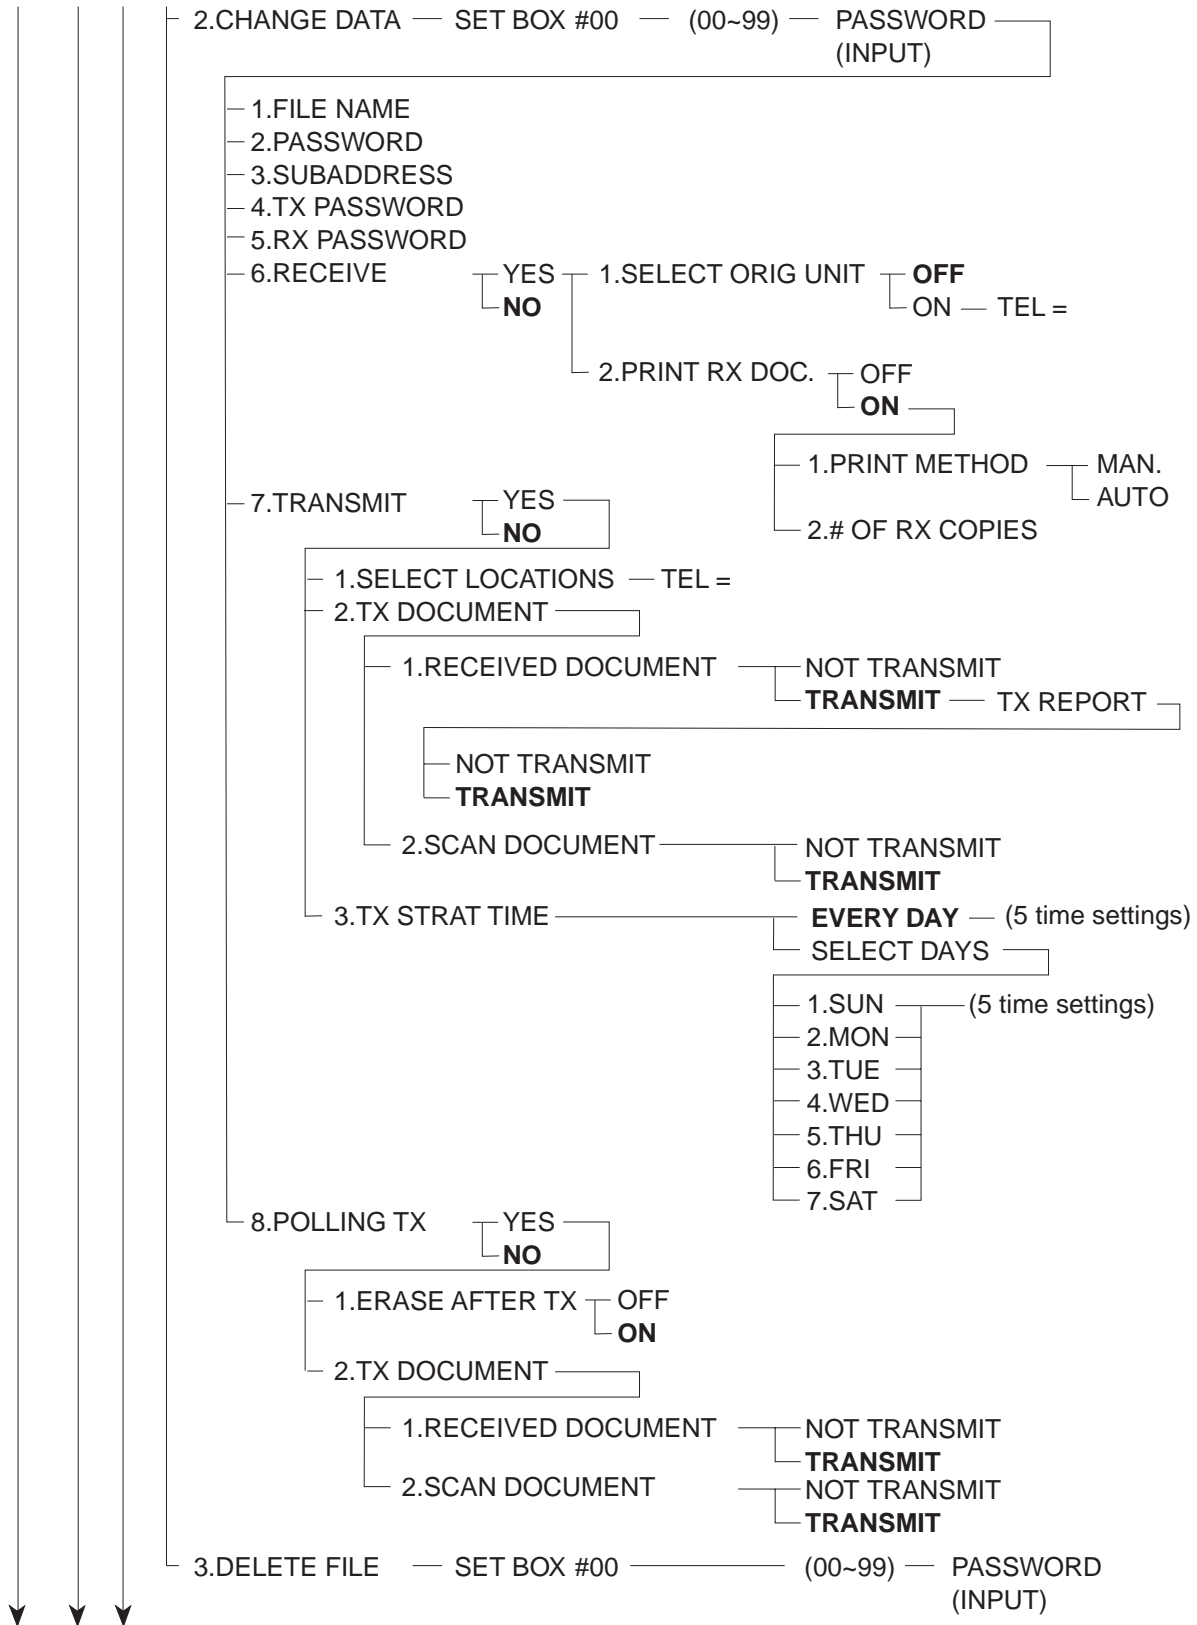 2.CHANGE DATA SET BOX #00 (00~99) PASSWORD
(INPUT)
1.FILE NAME
2.PASSWORD
3.SUBADDRESS
4.TX PASSWORD
5.RX PASSWORD
6.RECEIVE YES 1.SELECT ORIG UNIT OFF
NO ON TEL =
2.PRINT RX DOC. OFF
ON
1.PRINT METHOD MAN.
AUTO
7.TRANSMIT YES
NO 2.# OF RX COPIES
1.SELECT LOCATIONS TEL =
2.TX DOCUMENT
1.RECEIVED DOCUMENT NOT TRANSMIT
TRANSMIT TX REPORT
NOT TRANSMIT
TRANSMIT
2.SCAN DOCUMENT NOT TRANSMIT
TRANSMIT
3.TX STRAT TIME EVERY DAY (5 time settings)
SELECT DAYS
1.SUN (5 time settings)
2.MON
3.TUE
4.WED
5.THU
6.FRI
7.SAT
8.POLLING TX YES
NO
1.ERASE AFTER TX OFF
ON
2.TX DOCUMENT
1.RECEIVED DOCUMENT NOT TRANSMIT
TRANSMIT
2.SCAN DOCUMENT NOT TRANSMIT
TRANSMIT
3.DELETE FILE SET BOX #00 (00~99) PASSWORD
(INPUT)